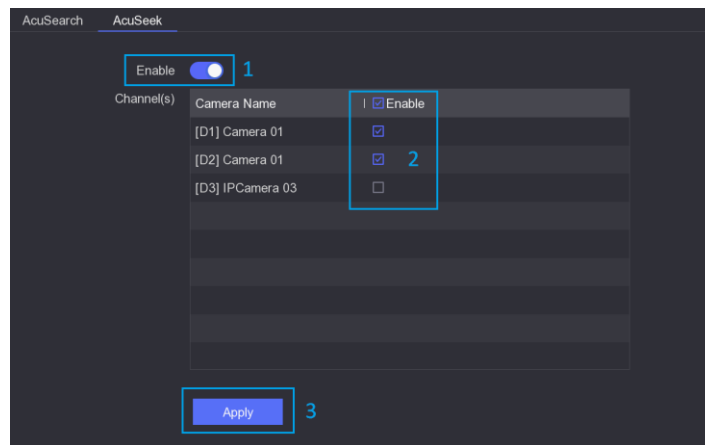 AcuSearch AcuSeek
Enable 1
Channel(s) Camera Name | Enable
[D1] Camera 01
[D2] Camera 01 2
[D3] IPCamera 03
Apply 3